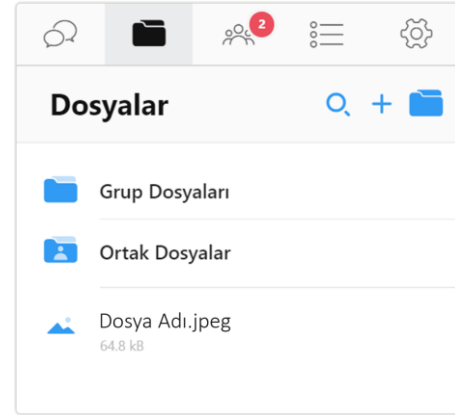 2
Dosyalar
Grup Dosyaları
Ortak Dosyalar
Dosya Adı.jpeg
64.8 kB